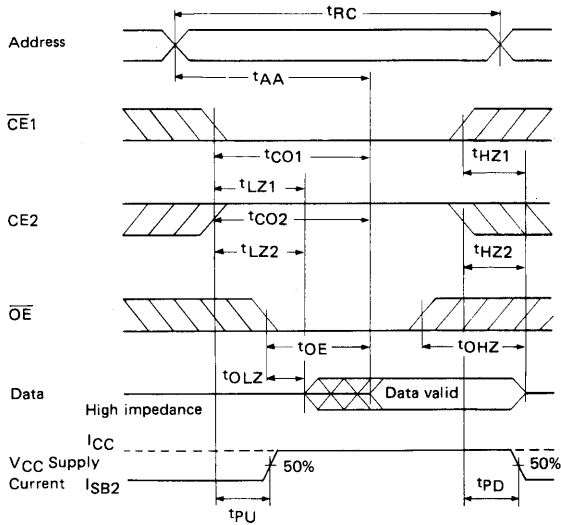 tRC
Address
tAA
CE1
tCO1
tHZ1
tLZ1
CE2
tCO2
tHZ2
tLZ2
OE
tOE
tOHZ
tOLZ
Data
Data valid
High impedance
ICC
VCC Supply
50%
50%
Current
ISB2
tPU
tPD